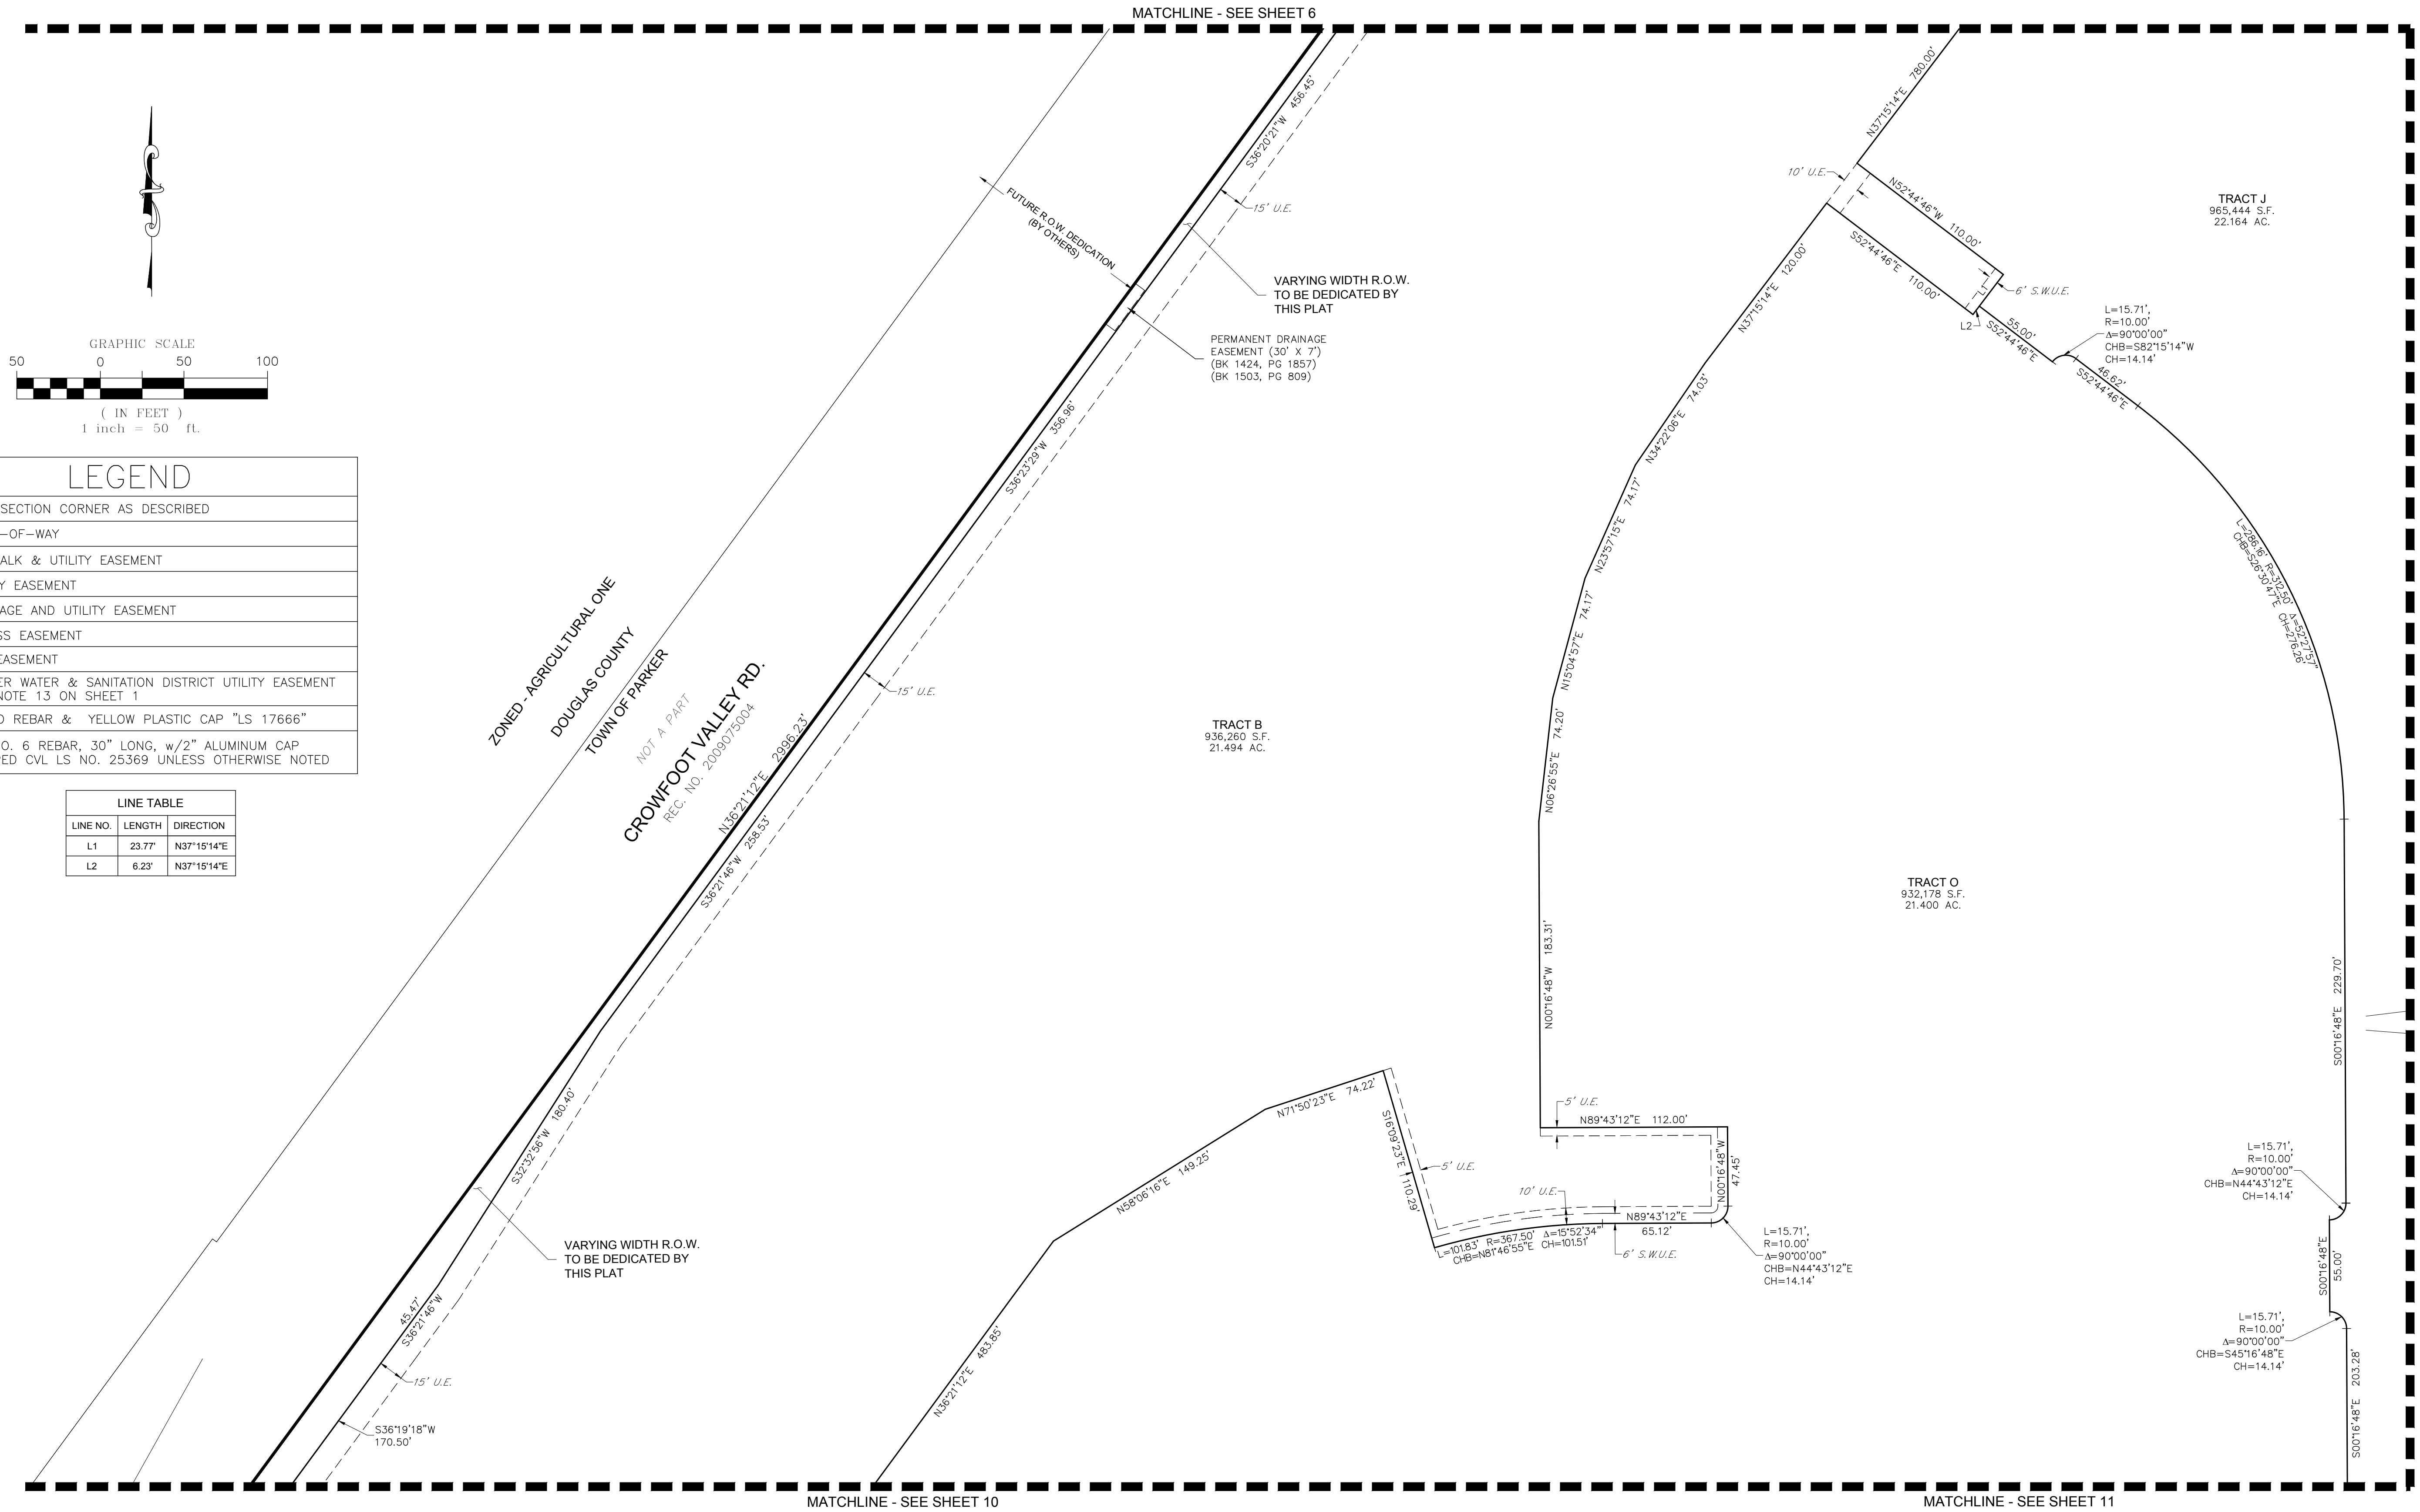 MATCHLINE - SEE SHEET 6
GRAPHIC SCALE
50 0 50 100
( IN FEET )
1 inch = 50 ft.
LEGEND
SECTION CORNER AS DESCRIBED
-OF-WAY
ALK & UTILITY EASEMENT
Y EASEMENT
AGE AND UTILITY EASEMENT
SS EASEMENT
EASEMENT
ER WATER & SANITATION DISTRICT UTILITY EASEMENT
NOTE 13 ON SHEET 1
D REBAR & YELLOW PLASTIC CAP "LS 17666"
O. 6 REBAR, 30" LONG, w/2" ALUMINUM CAP
PED CVL LS NO. 25369 UNLESS OTHERWISE NOTED
LINE TABLE
LINE NO. LENGTH DIRECTION
L1 23.77' N37°15'14"E
L2 6.23' N37°15'14"E
ZONED - AGRICULTURAL ONE
DOUGLAS COUNTY
TOWN OF PARKER
NOT A PART
CROWFOOT VALLEY RD.
REC. NO. 2009075004
N36°21'12"E 2996.23'
FUTURE R.O.W. DEDICATION
(BY OTHERS)
S36°20'21"W 456.45'
15' U.E.
VARYING WIDTH R.O.W.
TO BE DEDICATED BY
THIS PLAT
PERMANENT DRAINAGE
EASEMENT (30' X 7')
(BK 1424, PG 1857)
(BK 1503, PG 809)
S36°23'29"W 356.96'
15' U.E.
S36°21'46"W 258.53'
S32°32'56"W 180.40'
VARYING WIDTH R.O.W.
TO BE DEDICATED BY
THIS PLAT
45.47'
S36°21'46"W
15' U.E.
S36°19'18"W
170.50'
TRACT B
936,260 S.F.
21.494 AC.
N36°21'12"E 483.85'
N58°06'16"E 149.25'
N71°50'23"E 74.22'
S16°09'23"E 110.29'
5' U.E.
L=101.83' R=367.50' Δ=15°52'34"
CHB=N81°46'55"E CH=101.51'
10' U.E.
N89°43'12"E
65.12'
6' S.W.U.E.
L=15.71',
R=10.00'
Δ=90°00'00"
CHB=N44°43'12"E
CH=14.14'
N00°16'48"W
47.45'
5' U.E.
N89°43'12"E 112.00'
N00°16'48"W 183.31'
N06°26'55"E 74.20'
N15°04'57"E 74.17'
N23°57'15"E 74.17'
N34°22'06"E 74.03'
N37°15'14"E 120.00'
10' U.E.
N37°15'14"E 780.00'
N52°44'46"W 110.00'
S52°44'46"E 110.00'
L1
6' S.W.U.E.
L2
55.00'
S52°44'46"E
L=15.71',
R=10.00'
Δ=90°00'00"
CHB=S82°15'14"W
CH=14.14'
46.62'
S52°44'46"E
TRACT J
965,444 S.F.
22.164 AC.
L=286.16' R=312.50' Δ=52°27'57"
CHB=S26°30'47"E CH=276.26'
TRACT O
932,178 S.F.
21.400 AC.
S00°16'48"E 229.70'
L=15.71',
R=10.00'
Δ=90°00'00"
CHB=N44°43'12"E
CH=14.14'
S00°16'48"E
55.00'
L=15.71',
R=10.00'
Δ=90°00'00"
CHB=S45°16'48"E
CH=14.14'
S00°16'48"E 203.28'
MATCHLINE - SEE SHEET 10
MATCHLINE - SEE SHEET 11